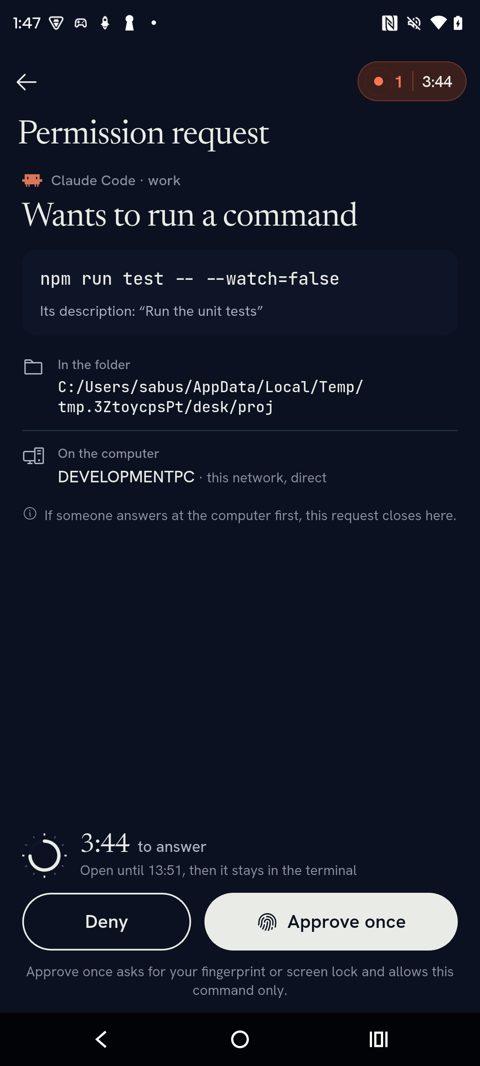 1:47
1 3:44
Permission request
Claude Code · work
Wants to run a command
npm run test -- --watch=false
Its description: “Run the unit tests”
In the folder
C:/Users/sabus/AppData/Local/Temp/
tmp.3ZtoycpsPt/desk/proj
On the computer
DEVELOPMENTPC · this network, direct
If someone answers at the computer first, this request closes here.
3:44 to answer
Open until 13:51, then it stays in the terminal
Deny
Approve once
Approve once asks for your fingerprint or screen lock and allows this
command only.